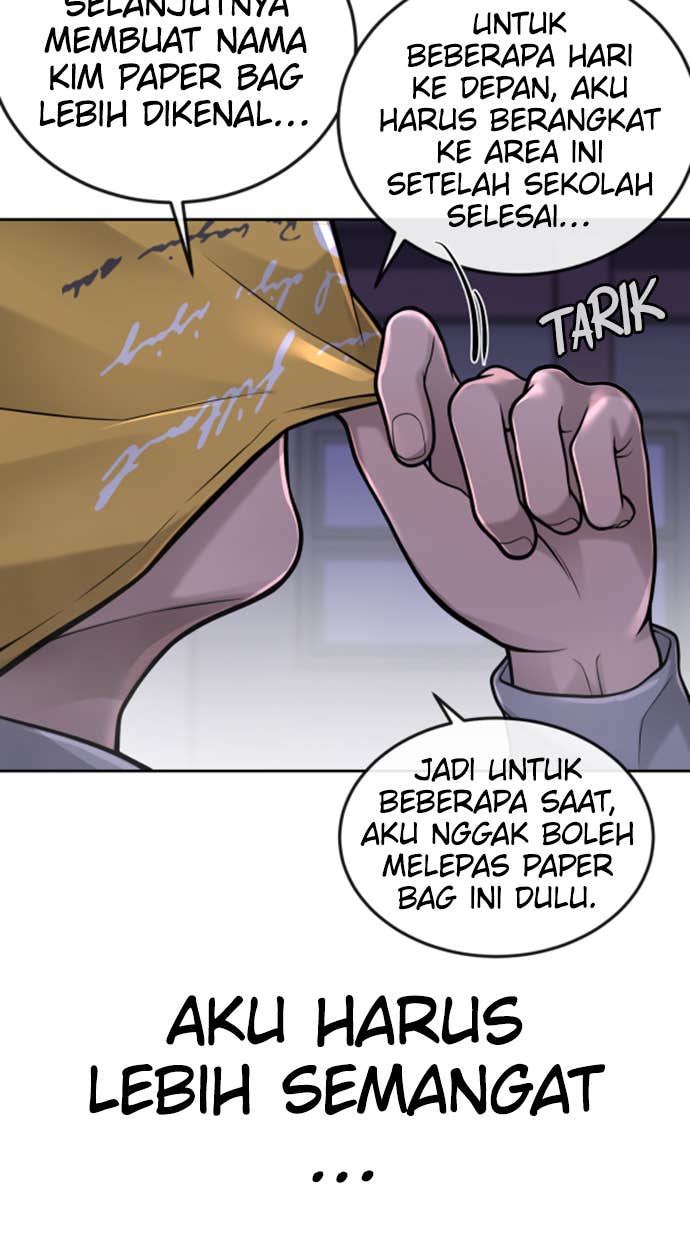 SELANJUTNYA
MEMBUAT NAMA
KIM PAPER BAG
LEBIH DIKENAL...
UNTUK
BEBERAPA HARI
KE DEPAN, AKU
HARUS BERANGKAT
KE AREA INI
SETELAH SEKOLAH
SELESAI...
TARIK
JADI UNTUK
BEBERAPA SAAT,
AKU NGGAK BOLEH
MELEPAS PAPER
BAG INI DULU.
AKU HARUS
LEBIH SEMANGAT
...